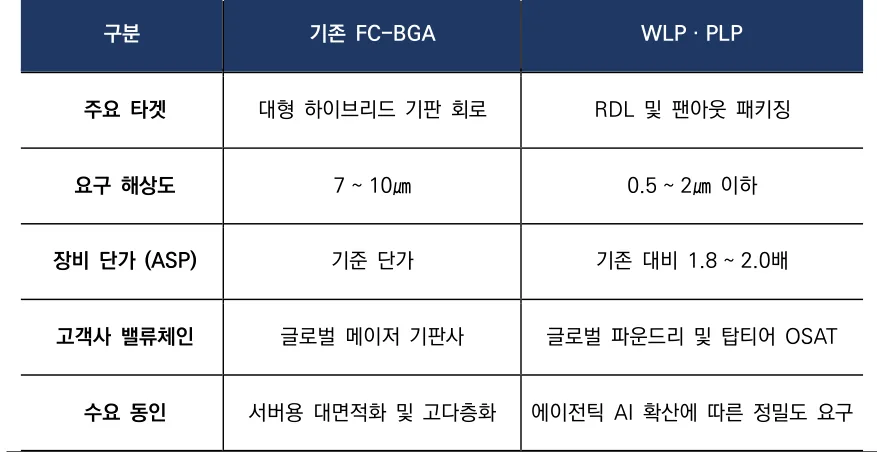 구분 기존 FC-BGA WLP · PLP
주요 타겟 대형 하이브리드 기판 회로 RDL 및 팬아웃 패키징
요구 해상도 7 ~ 10㎛ 0.5 ~ 2㎛ 이하
장비 단가 (ASP) 기준 단가 기존 대비 1.8 ~ 2.0배
고객사 밸류체인 글로벌 메이저 기판사 글로벌 파운드리 및 탑티어 OSAT
수요 동인 서버용 대면적화 및 고다층화 에이전틱 AI 확산에 따른 정밀도 요구